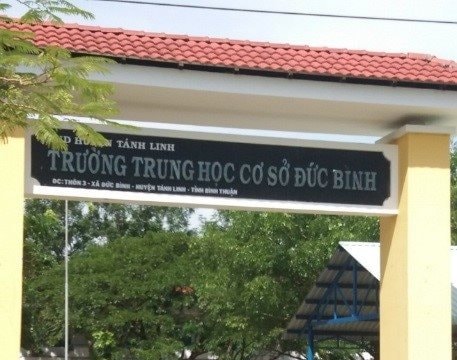 HUYỆN TÁNH LINH
TRƯỜNG TRUNG HỌC CƠ SỞ ĐỨC BÌNH
ĐC: THÔN 3 - XÃ ĐỨC BÌNH - HUYỆN TÁNH LINH - TỈNH BÌNH THUẬN